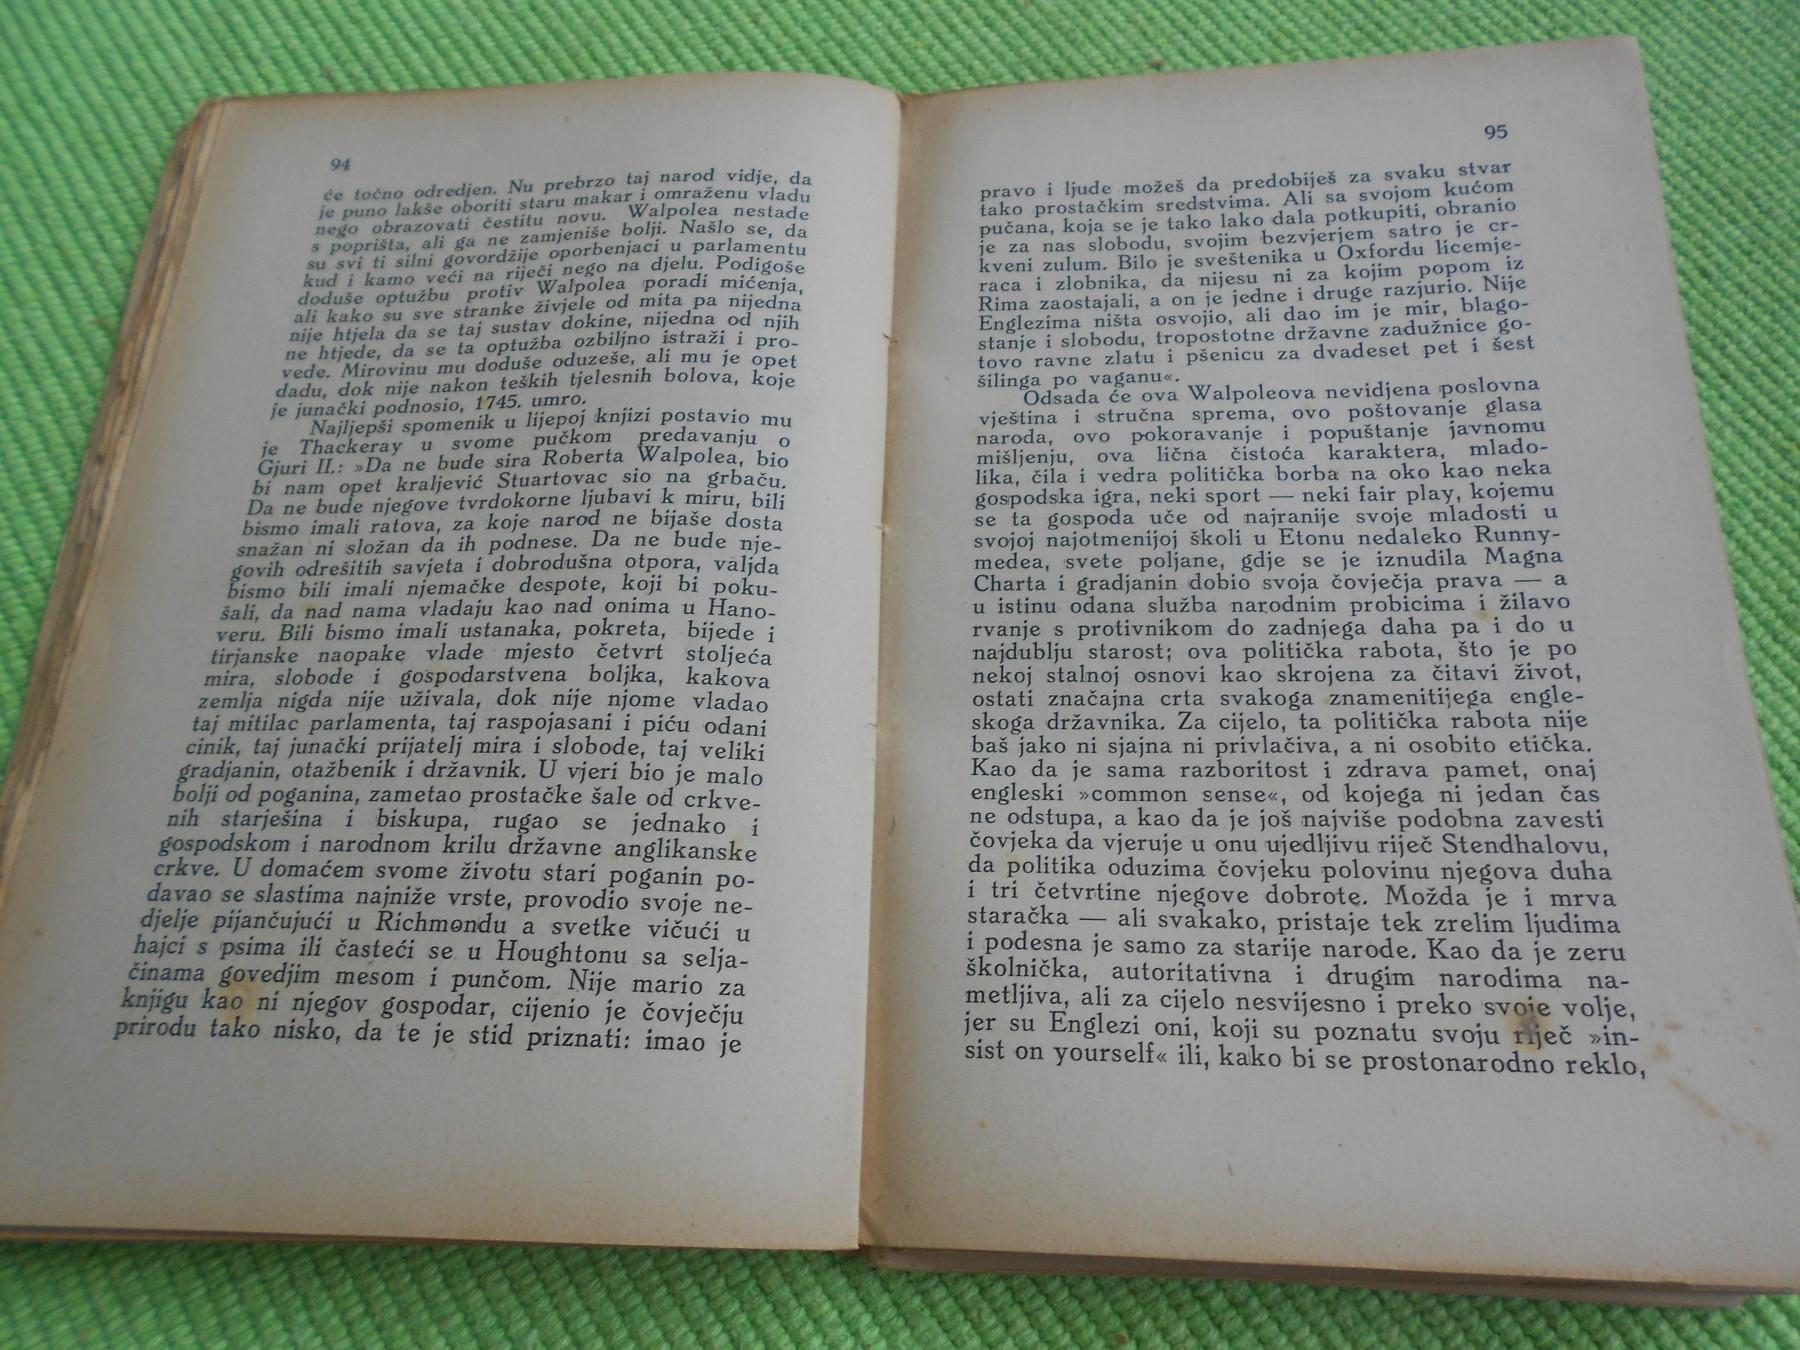 94
će točno odredjen. Nu prebrzo taj narod vidje, da
je puno lakše oboriti staru makar i omraženu vladu
nego obrazovati čestitu novu. Walpolea nestade
s poprišta, ali ga ne zamjeniše bolji. Našlo se, da
su svi ti silni govordžije oporbenjaci u parlamentu
kud i kamo veći na riječi nego na djelu. Podigoše
doduše optužbu protiv Walpolea poradi mićenja,
ali kako su sve stranke živjele od mita pa nijedna
nije htjela da se taj sustav dokine, nijedna od njih
ne htjede, da se ta optužba ozbiljno istraži i pro-
vede. Mirovinu mu doduše oduzeše, ali mu je opet
dadu, dok nije nakon teških tjelesnih bolova, koje
je junački podnosio, 1745. umro.
Najljepši spomenik u lijepoj knjizi postavio mu
je Thackeray u svome pučkom predavanju o
Gjuri II.: »Da ne bude sira Roberta Walpolea, bio
bi nam opet kraljević Stuartovac sio na grbaču.
Da ne bude njegove tvrdokorne ljubavi k miru, bili
bismo imali ratova, za koje narod ne bijaše dosta
snažan ni složan da ih podnese. Da ne bude nje-
govih odrešitih savjeta i dobrodušna otpora, valjda
bismo bili imali njemačke despote, koji bi poku-
šali, da nad nama vladaju kao nad onima u Hano-
veru. Bili bismo imali ustanaka, pokreta, bijede i
tirjanske naopake vlade mjesto četvrt stoljeća
mira, slobode i gospodarstvena boljka, kakova
zemlja nigda nije uživala, dok nije njome vladao
taj mitilac parlamenta, taj raspojasani i piću odani
cinik, taj junački prijatelj mira i slobode, taj veliki
gradjanin, otažbenik i državnik. U vjeri bio je malo
bolji od poganina, zametao prostačke šale od crkve-
nih starješina i biskupa, rugao se jednako i
gospodskom i narodnom krilu državne anglikanske
crkve. U domaćem svome životu stari poganin po-
davao se slastima najniže vrste, provodio svoje ne-
djelje pijančujući u Richmondu a svetke vičući u
hajci s psima ili časteći se u Houghtonu sa selja-
činama govedjim mesom i punčom. Nije mario za
knjigu kao ni njegov gospodar, cijenio je čovječju
prirodu tako nisko, da te je stid priznati: imao je
95
pravo i ljude možeš da predobiješ za svaku stvar
tako prostačkim sredstvima. Ali sa svojom kućom
pučana, koja se je tako lako dala potkupiti, obranio
je za nas slobodu, svojim bezvjerjem satro je cr-
kveni zulum. Bilo je sveštenika u Oxfordu licemje-
raca i zlobnika, da nijesu ni za kojim popom iz
Rima zaostajali, a on je jedne i druge razjurio. Nije
Englezima ništa osvojio, ali dao im je mir, blago-
stanje i slobodu, tropostotne državne zadužnice go-
tovo ravne zlatu i pšenicu za dvadeset pet i šest
šilinga po vaganu«.
Odsada će ova Walpoleova nevidjena poslovna
vještina i stručna sprema, ovo poštovanje glasa
naroda, ovo pokoravanje i popuštanje javnomu
mišljenju, ova lična čistoća karaktera, mlado-
lika, čila i vedra politička borba na oko kao neka
gospodska igra, neki sport — neki fair play, kojemu
se ta gospoda uče od najranije svoje mladosti u
svojoj najotmenijoj školi u Etonu nedaleko Runny-
medea, svete poljane, gdje se je iznudila Magna
Charta i gradjanin dobio svoja čovječja prava — a
u istinu odana služba narodnim probicima i žilavo
rvanje s protivnikom do zadnjega daha pa i do u
najdublju starost; ova politička rabota, što je po
nekoj stalnoj osnovi kao skrojena za čitavi život,
ostati značajna crta svakoga znamenitijega engle-
skoga državnika. Za cijelo, ta politička rabota nije
baš jako ni sjajna ni privlačiva, a ni osobito etička.
Kao da je sama razboritost i zdrava pamet, onaj
engleski »common sense«, od kojega ni jedan čas
ne odstupa, a kao da je još najviše podobna zavesti
čovjeka da vjeruje u onu ujedljivu riječ Stendhalovu,
da politika oduzima čovjeku polovinu njegova duha
i tri četvrtine njegove dobrote. Možda je i mrva
staračka — ali svakako, pristaje tek zrelim ljudima
i podesna je samo za starije narode. Kao da je zeru
školnička, autoritativna i drugim narodima na-
metljiva, ali za cijelo nesvijesno i preko svoje volje,
jer su Englezi oni, koji su poznatu svoju riječ »in-
sist on yourself« ili, kako bi se prostonarodno reklo,